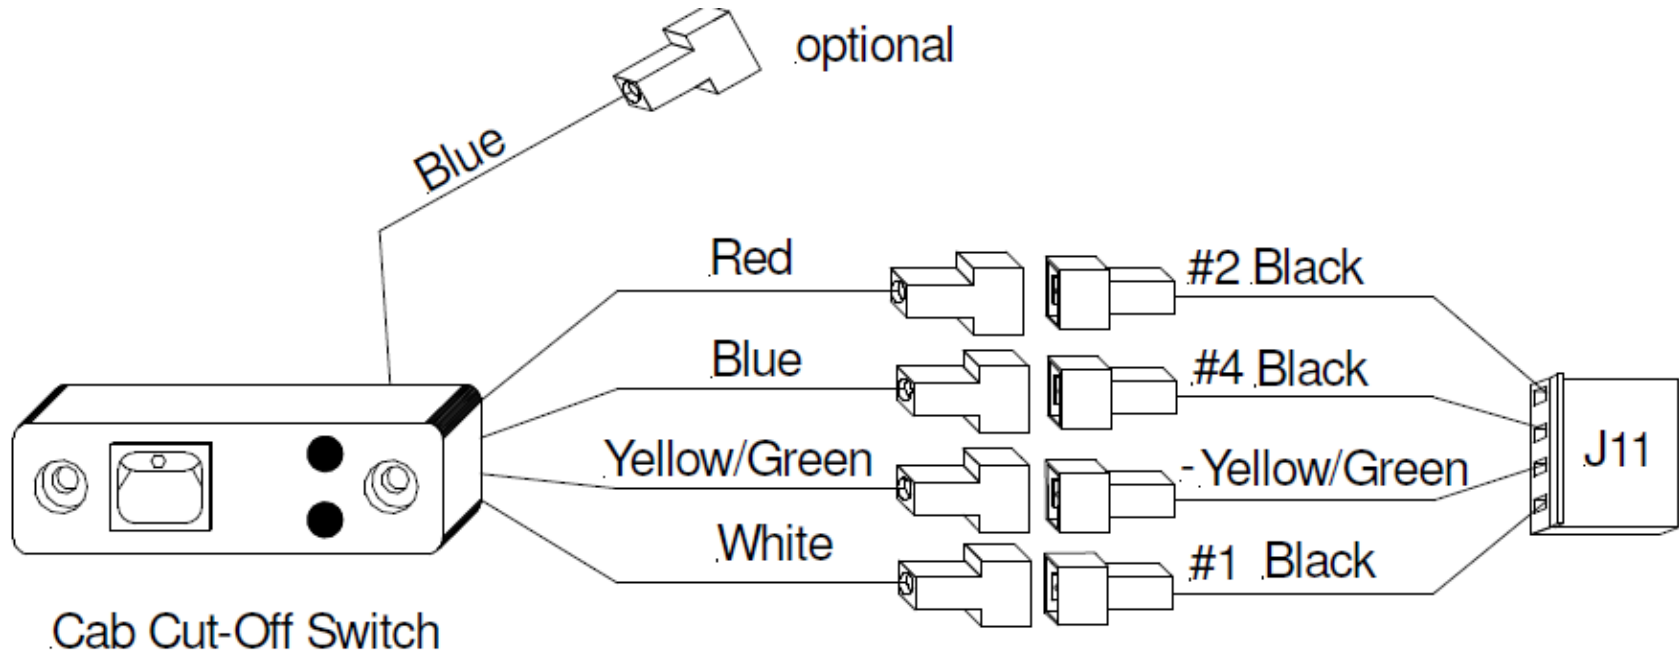 optional
Blue
Red
#2 Black
Blue
#4 Black
Yellow/Green
- Yellow/Green
J11
White
#1 Black
Cab Cut-Off Switch